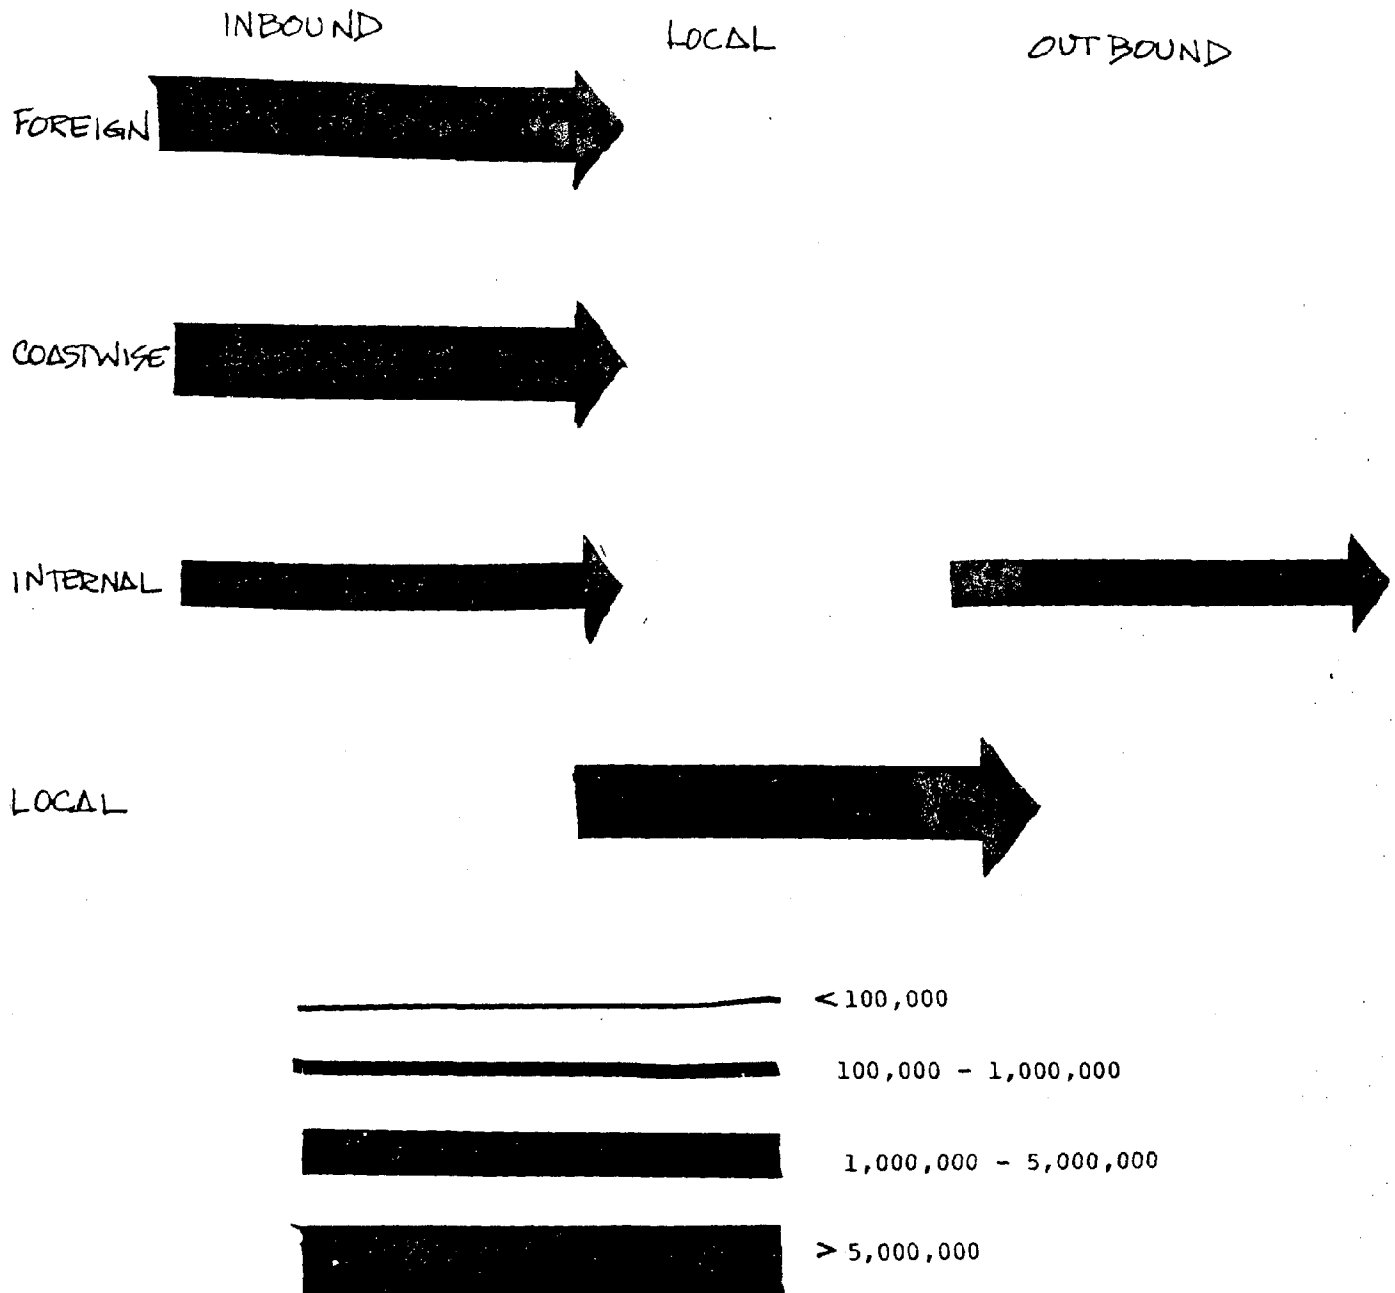 INBOUND LOCAL OUTBOUND
FOREIGN
COASTWISE
INTERNAL
LOCAL
< 100,000
100,000 - 1,000,000
1,000,000 - 5,000,000
> 5,000,000